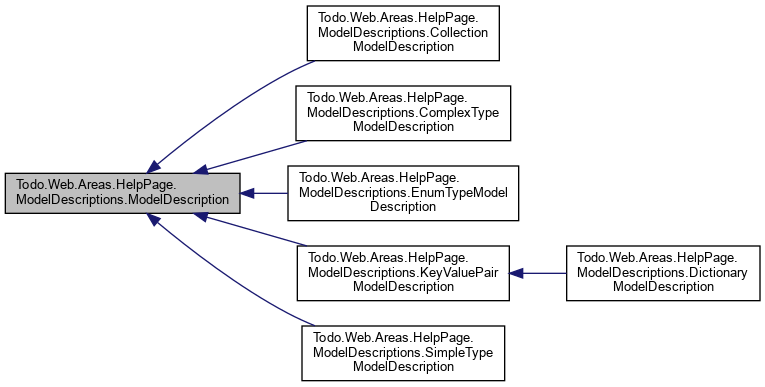 Todo.Web.Areas.HelpPage.
ModelDescriptions.Collection
ModelDescription
Todo.Web.Areas.HelpPage.
ModelDescriptions.ComplexType
ModelDescription
Todo.Web.Areas.HelpPage.
ModelDescriptions.ModelDescription
Todo.Web.Areas.HelpPage.
ModelDescriptions.EnumTypeModel
Description
Todo.Web.Areas.HelpPage.
ModelDescriptions.KeyValuePair
ModelDescription
Todo.Web.Areas.HelpPage.
ModelDescriptions.Dictionary
ModelDescription
Todo.Web.Areas.HelpPage.
ModelDescriptions.SimpleType
ModelDescription